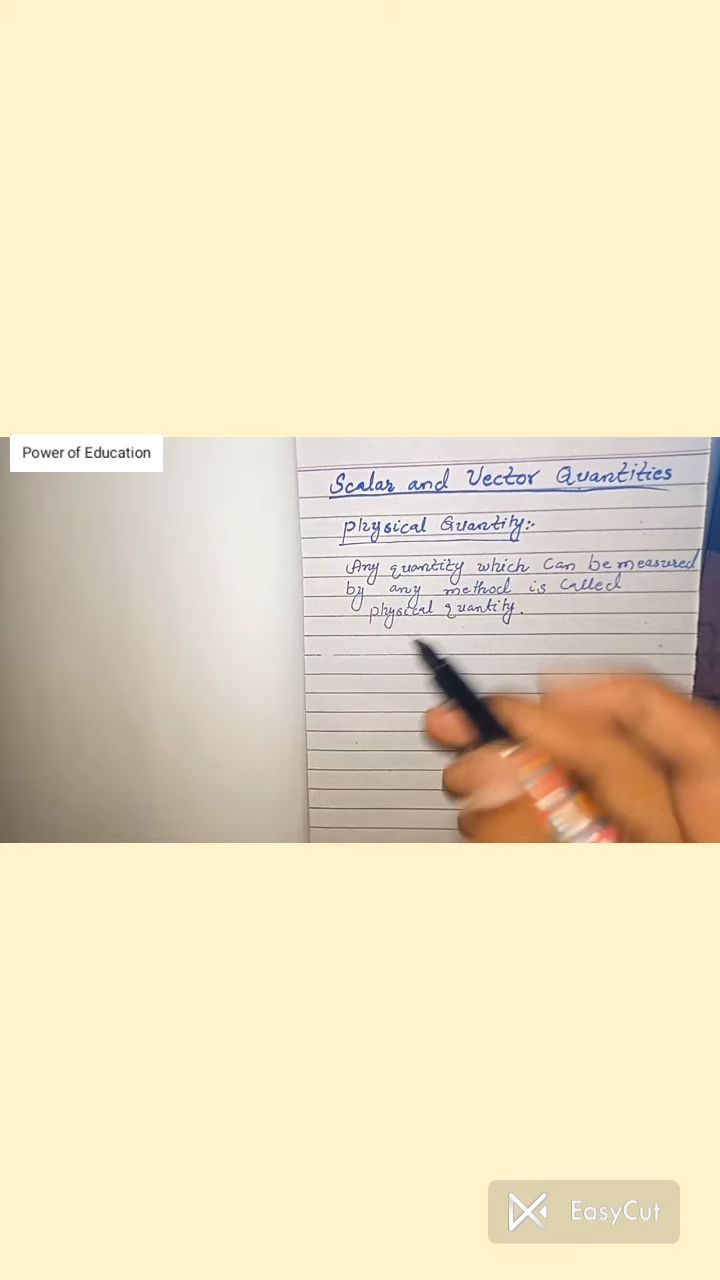 Power of Education
Scalar and Vector Quantities
Physical Quantity:-
Any quantity which can be measured
by any method is called
physical quantity.
EasyCut